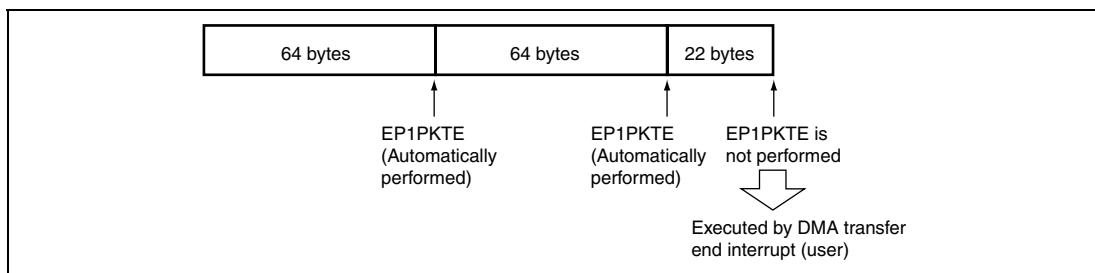 64 bytes
64 bytes
22 bytes
EP1PKTE
(Automatically
performed)
EP1PKTE
(Automatically
performed)
EP1PKTE is
not performed
Executed by DMA transfer
end interrupt (user)